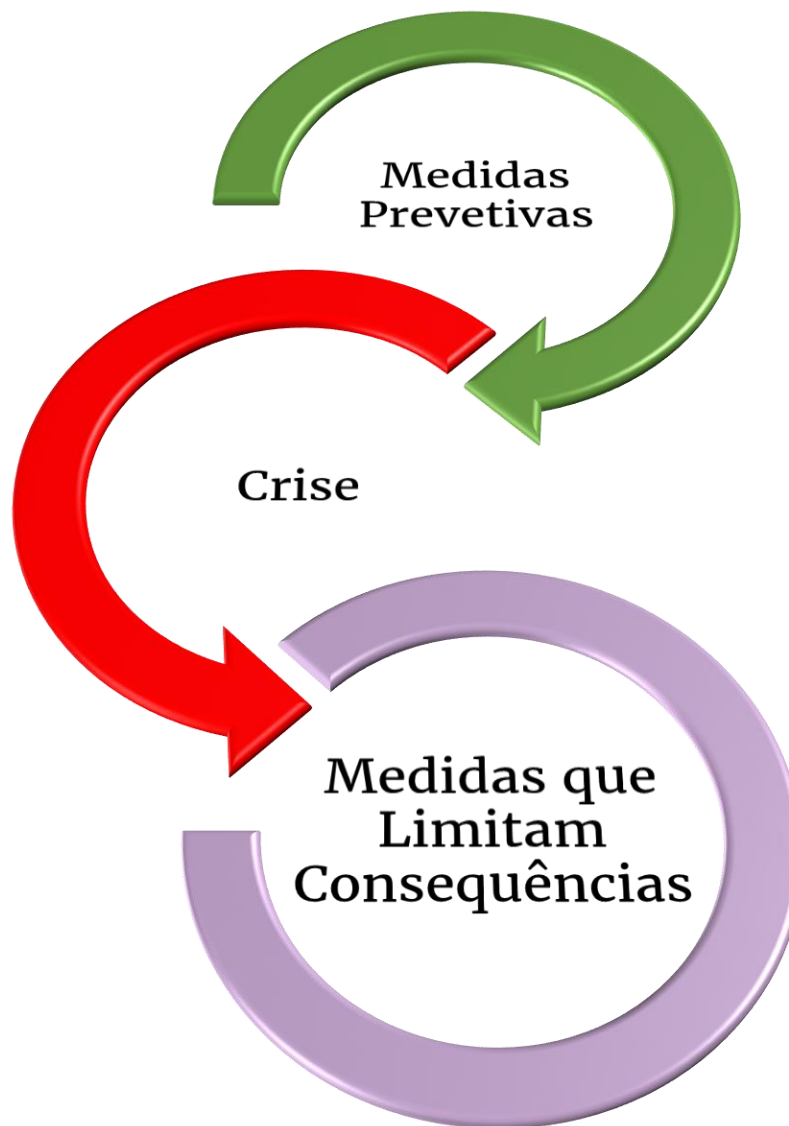 Medidas
Prevetivas
Crise
Medidas que
Limitam
Consequências